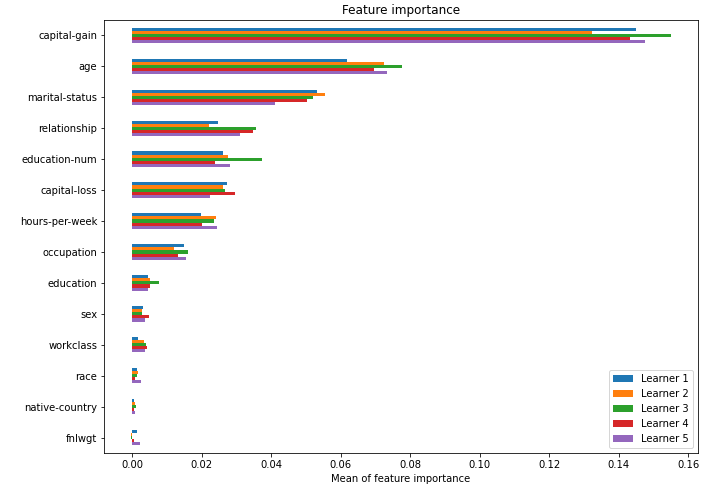 Feature importance
capital-gain
age
marital-status
relationship
education-num
capital-loss
hours-per-week
occupation
education
sex
workclass
race
native-country
fnlwgt
Learner 1
Learner 2
Learner 3
Learner 4
Learner 5
0.00 0.02 0.04 0.06 0.08 0.10 0.12 0.14 0.16
Mean of feature importance